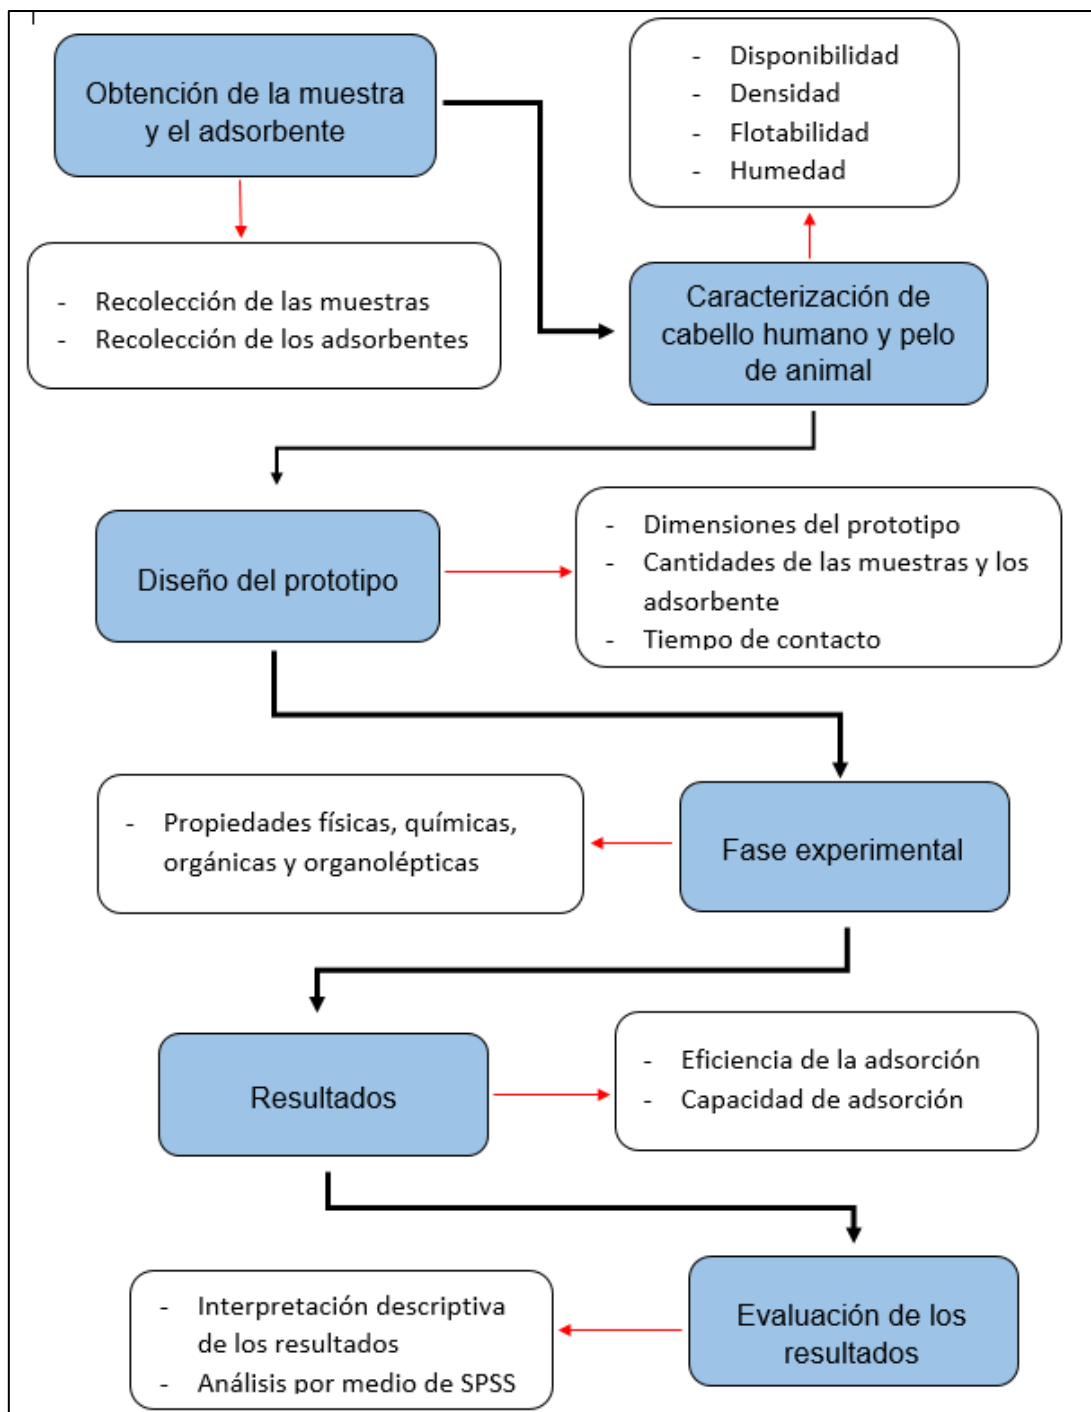 Obtención de la muestra
y el adsorbente
- Disponibilidad
- Densidad
- Flotabilidad
- Humedad
- Recolección de las muestras
- Recolección de los adsorbentes
Caracterización de
cabello humano y pelo
de animal
Diseño del prototipo
- Dimensiones del prototipo
- Cantidades de las muestras y los
adsorbente
- Tiempo de contacto
- Propiedades físicas, químicas,
orgánicas y organolépticas
Fase experimental
Resultados
- Eficiencia de la adsorción
- Capacidad de adsorción
- Interpretación descriptiva
de los resultados
- Análisis por medio de SPSS
Evaluación de los
resultados